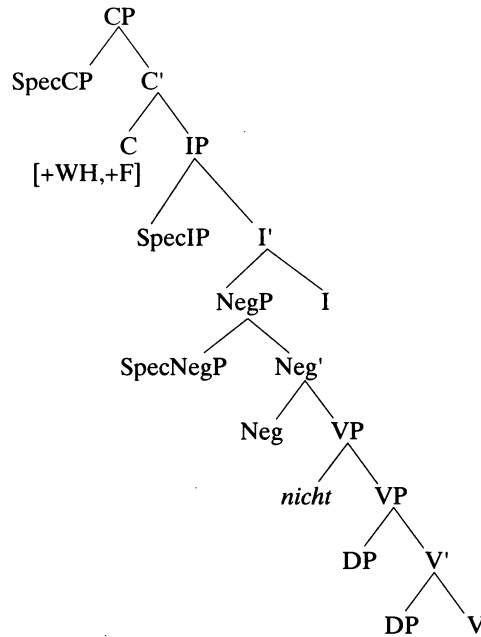 CP
SpecCP C'
C IP
[+WH,+F]
SpecIP I'
NegP I
SpecNegP Neg'
Neg VP
nicht VP
DP V'
DP V